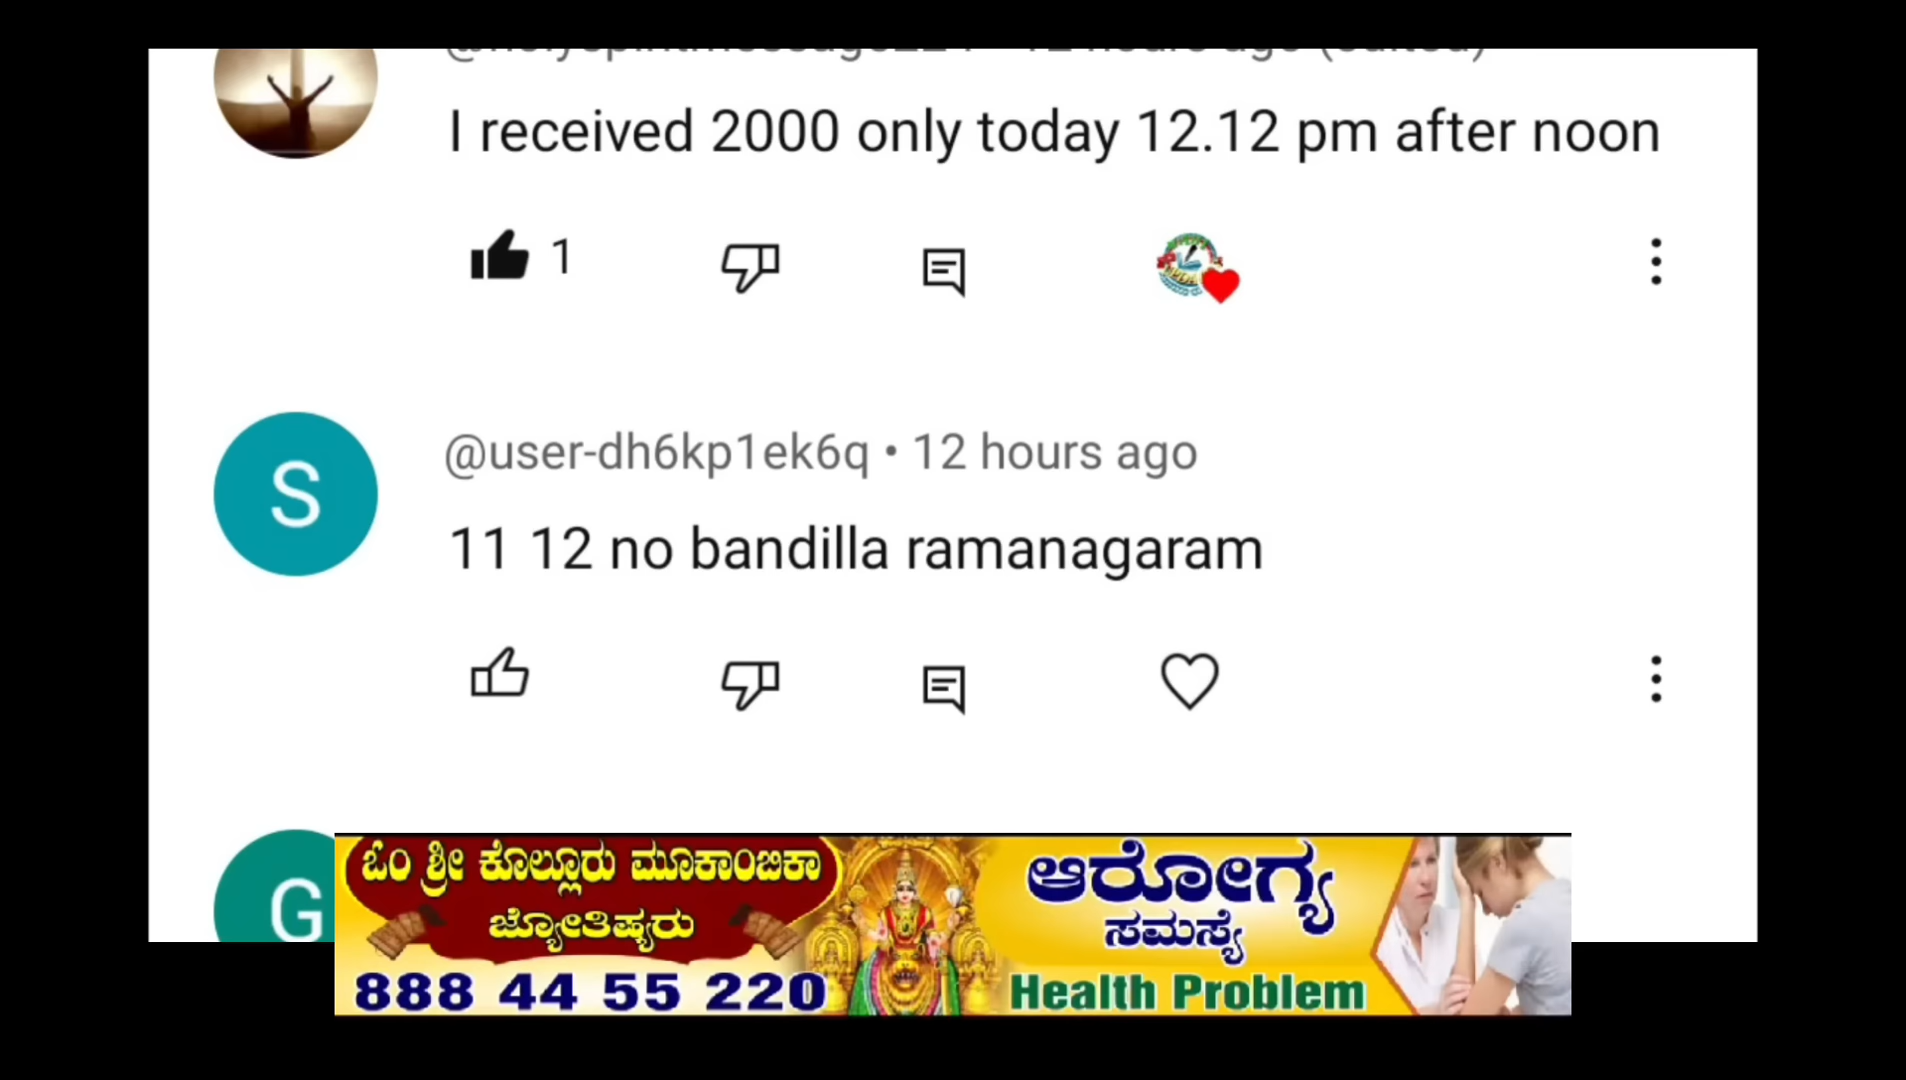 I received 2000 only today 12.12 pm after noon
1
S
@user-dh6kp1ek6q • 12 hours ago
11 12 no bandilla ramanagaram
G
ಓಂ ಶ್ರೀ ಕೊಲ್ಲೂರು ಮೂಕಾಂಬಿಕಾ
ಜ್ಯೋತಿಷ್ಯರು
888 44 55 220
ಆರೋಗ್ಯ
ಸಮಸ್ಯೆ
Health Problem